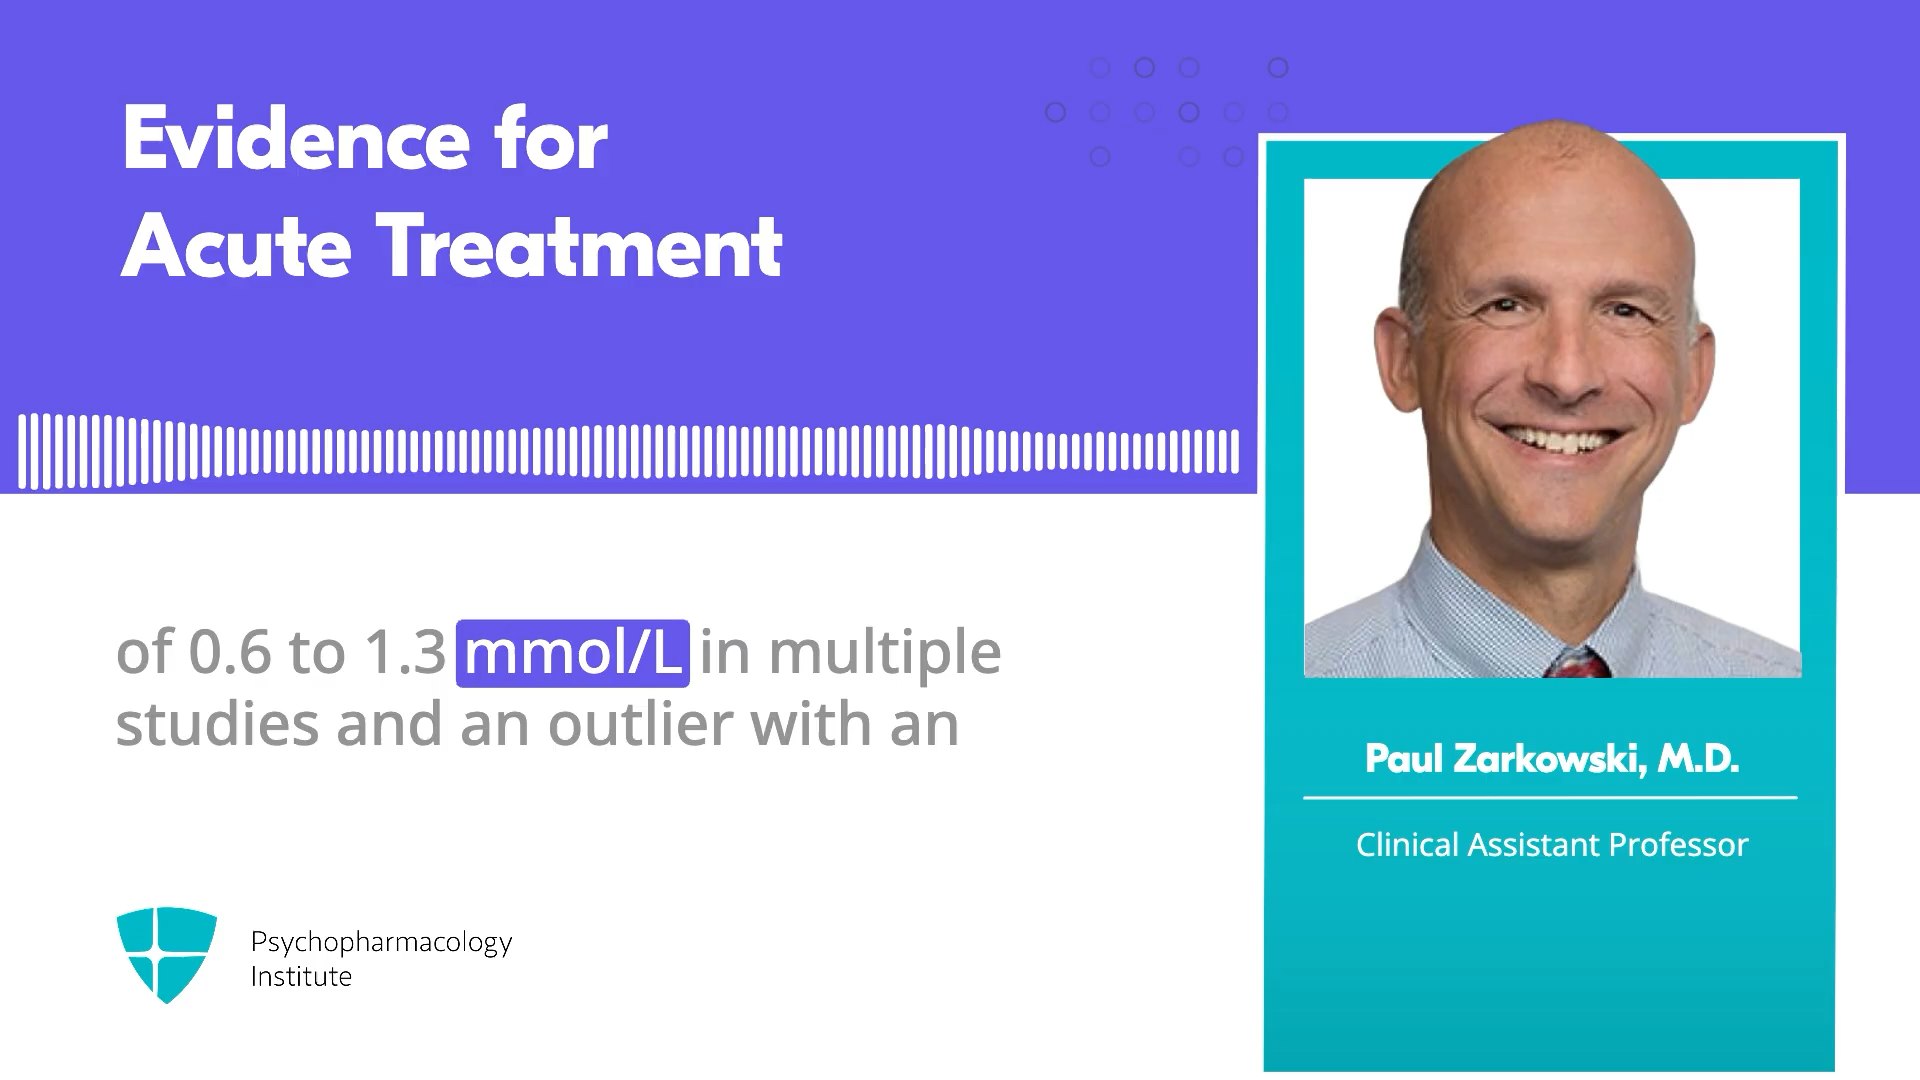 Evidence for
Acute Treatment
of 0.6 to 1.3 mmol/L in multiple
studies and an outlier with an
Paul Zarkowski, M.D.
Clinical Assistant Professor
Psychopharmacology
Institute